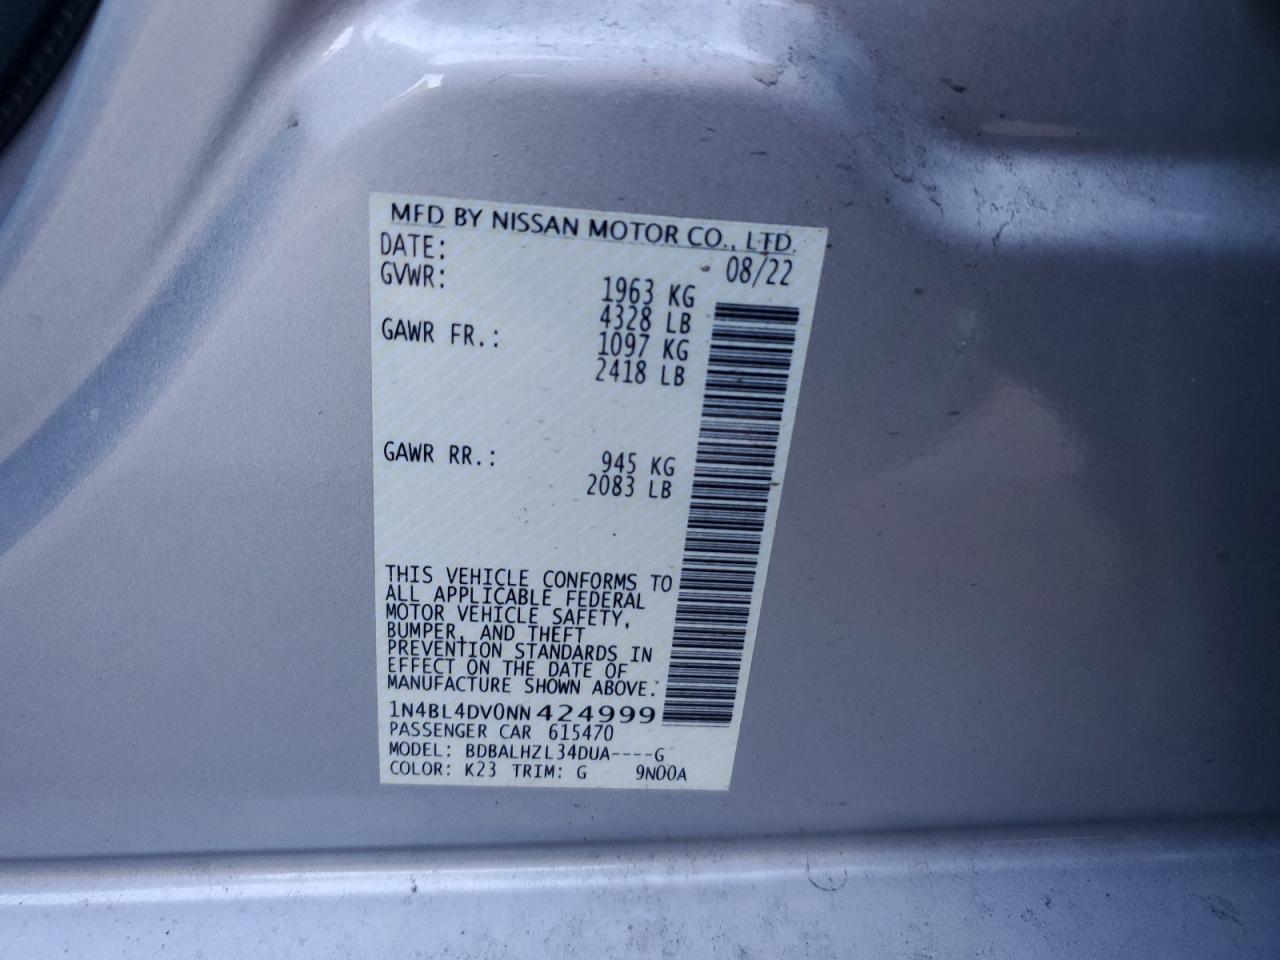 MFD BY NISSAN MOTOR CO., LTD.
DATE: 08/22
GVWR: 1963 KG
4328 LB
GAWR FR.: 1097 KG
2418 LB
GAWR RR.: 945 KG
2083 LB
THIS VEHICLE CONFORMS TO
ALL APPLICABLE FEDERAL
MOTOR VEHICLE SAFETY,
BUMPER, AND THEFT
PREVENTION STANDARDS IN
EFFECT ON THE DATE OF
MANUFACTURE SHOWN ABOVE.
1N4BL4DV0NN424999
PASSENGER CAR 615470
MODEL: BDBALHZL34DUA----G
COLOR: K23 TRIM: G 9N00A